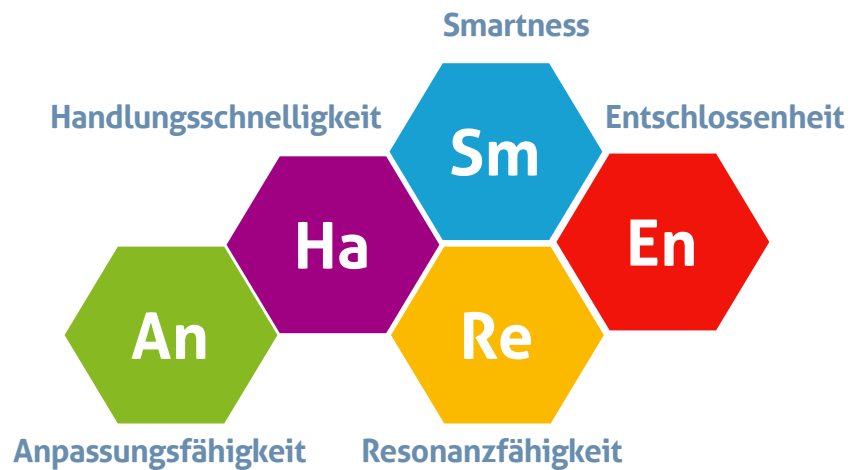 Smartness
Handlungsschnelligkeit
Entschlossenheit
Sm
Ha
En
An
Re
Anpassungsfähigkeit
Resonanzfähigkeit